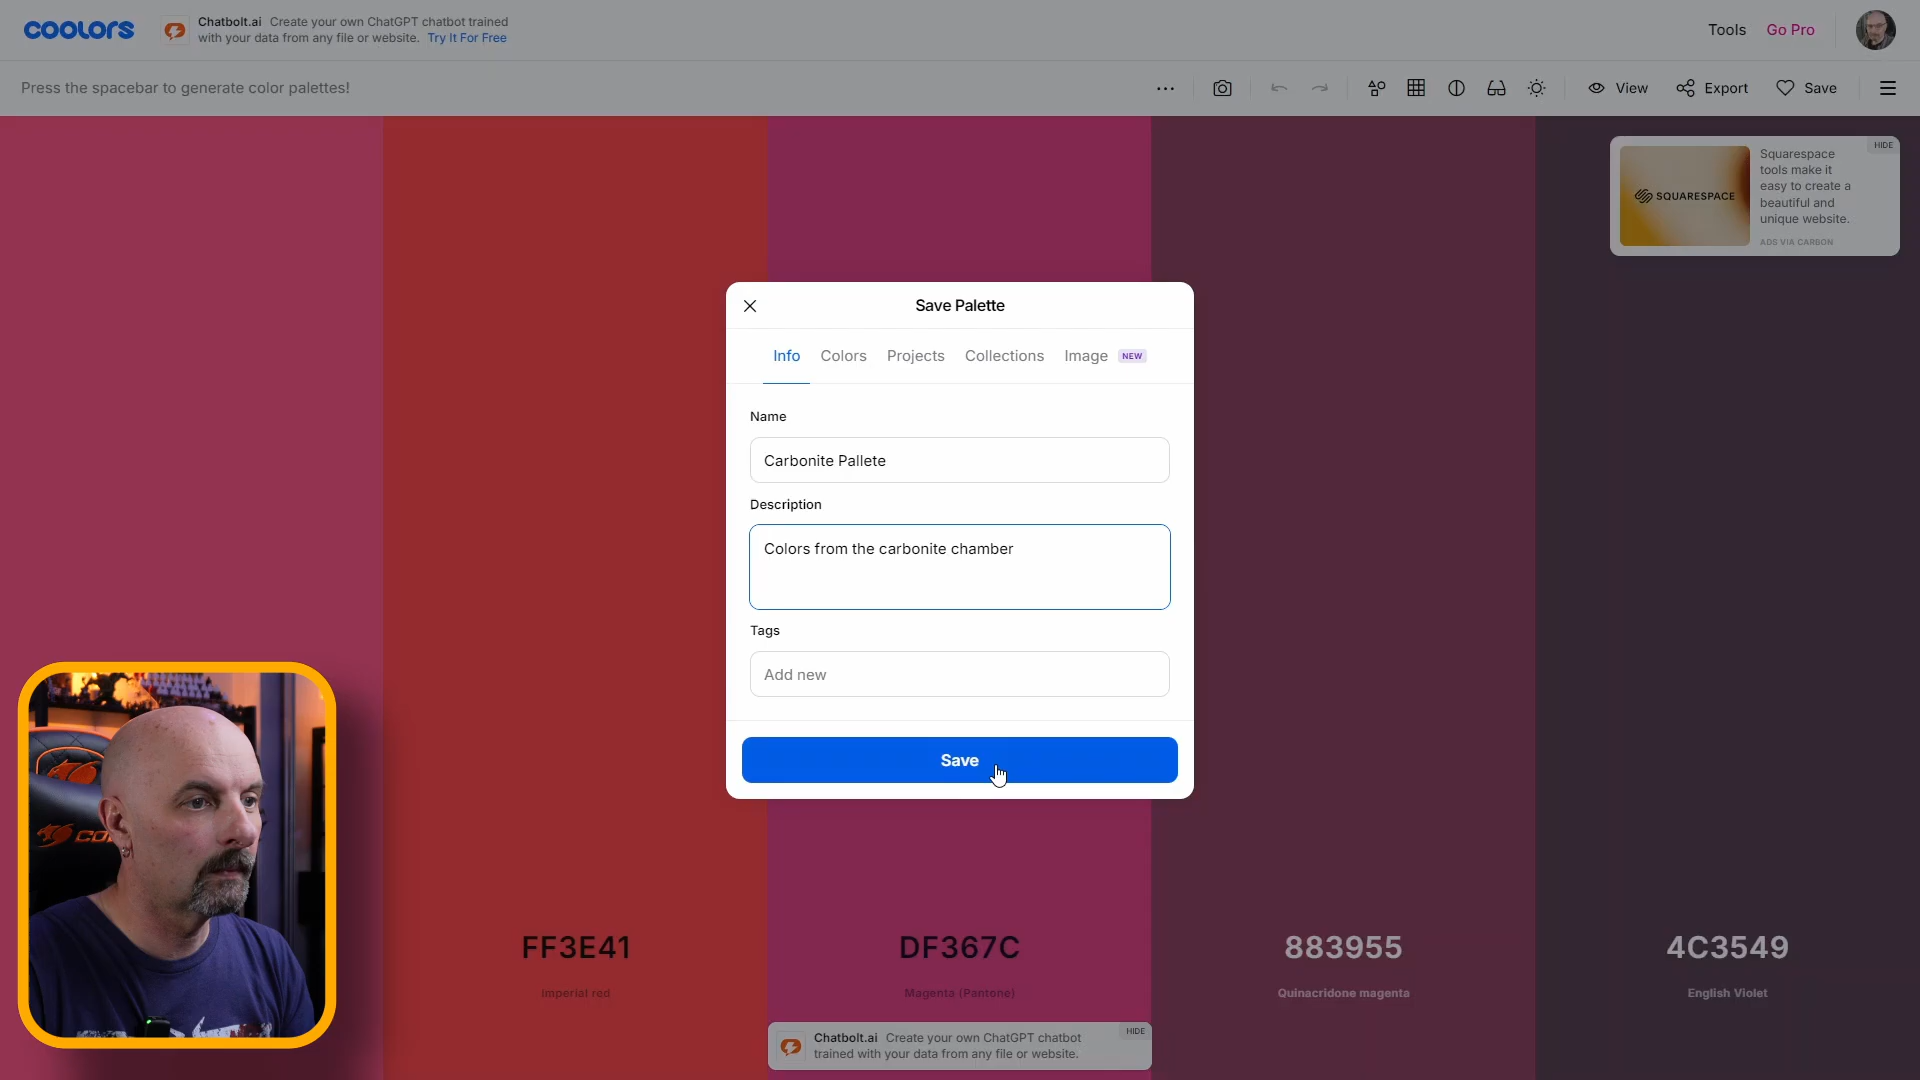 coolors
Chatbolt.ai Create your own ChatGPT chatbot trained
with your data from any file or website. Try It For Free
Tools
Go Pro
Press the spacebar to generate color palettes!
View
Export
Save
HIDE
Squarespace
tools make it
easy to create a
beautiful and
unique website.
SQUARESPACE
ADS VIA CARBON
Save Palette
Info
Colors
Projects
Collections
Image NEW
Name
Carbonite Pallete
Description
Colors from the carbonite chamber
Tags
Add new
Save
FF3E41
Imperial red
DF367C
Magenta (Pantone)
883955
Quinacridone magenta
4C3549
English Violet
HIDE
Chatbolt.ai Create your own ChatGPT chatbot
trained with your data from any file or website.